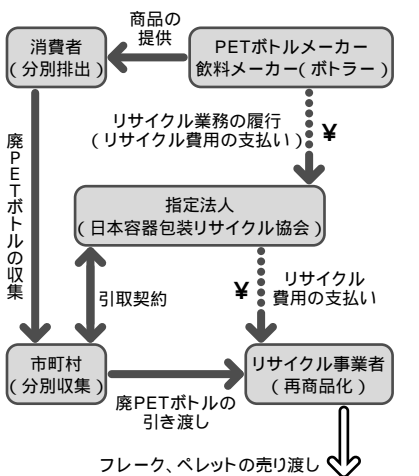 商品の
提供
消費者
(分別排出)
PETボトルメーカー
飲料メーカー(ボトラー)
リサイクル業務の履行
(リサイクル費用の支払い)
¥
廃PETボトルの収集
指定法人
(日本容器包装リサイクル協会)
引取契約
¥
リサイクル
費用の支払い
市町村
(分別収集)
リサイクル事業者
(再商品化)
廃PETボトルの
引き渡し
フレーク、ペレットの売り渡し